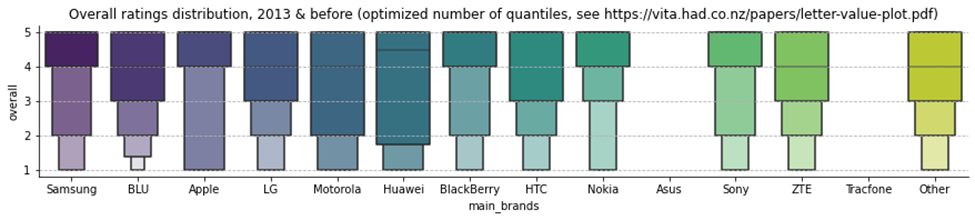 Overall ratings distribution, 2013 & before (optimized number of quantiles, see https://vita.had.co.nz/papers/letter-value-plot.pdf)
5
4
3
2
1
overall
Samsung BLU Apple LG Motorola Huawei BlackBerry HTC Nokia Asus Sony ZTE Tracfone Other
main_brands